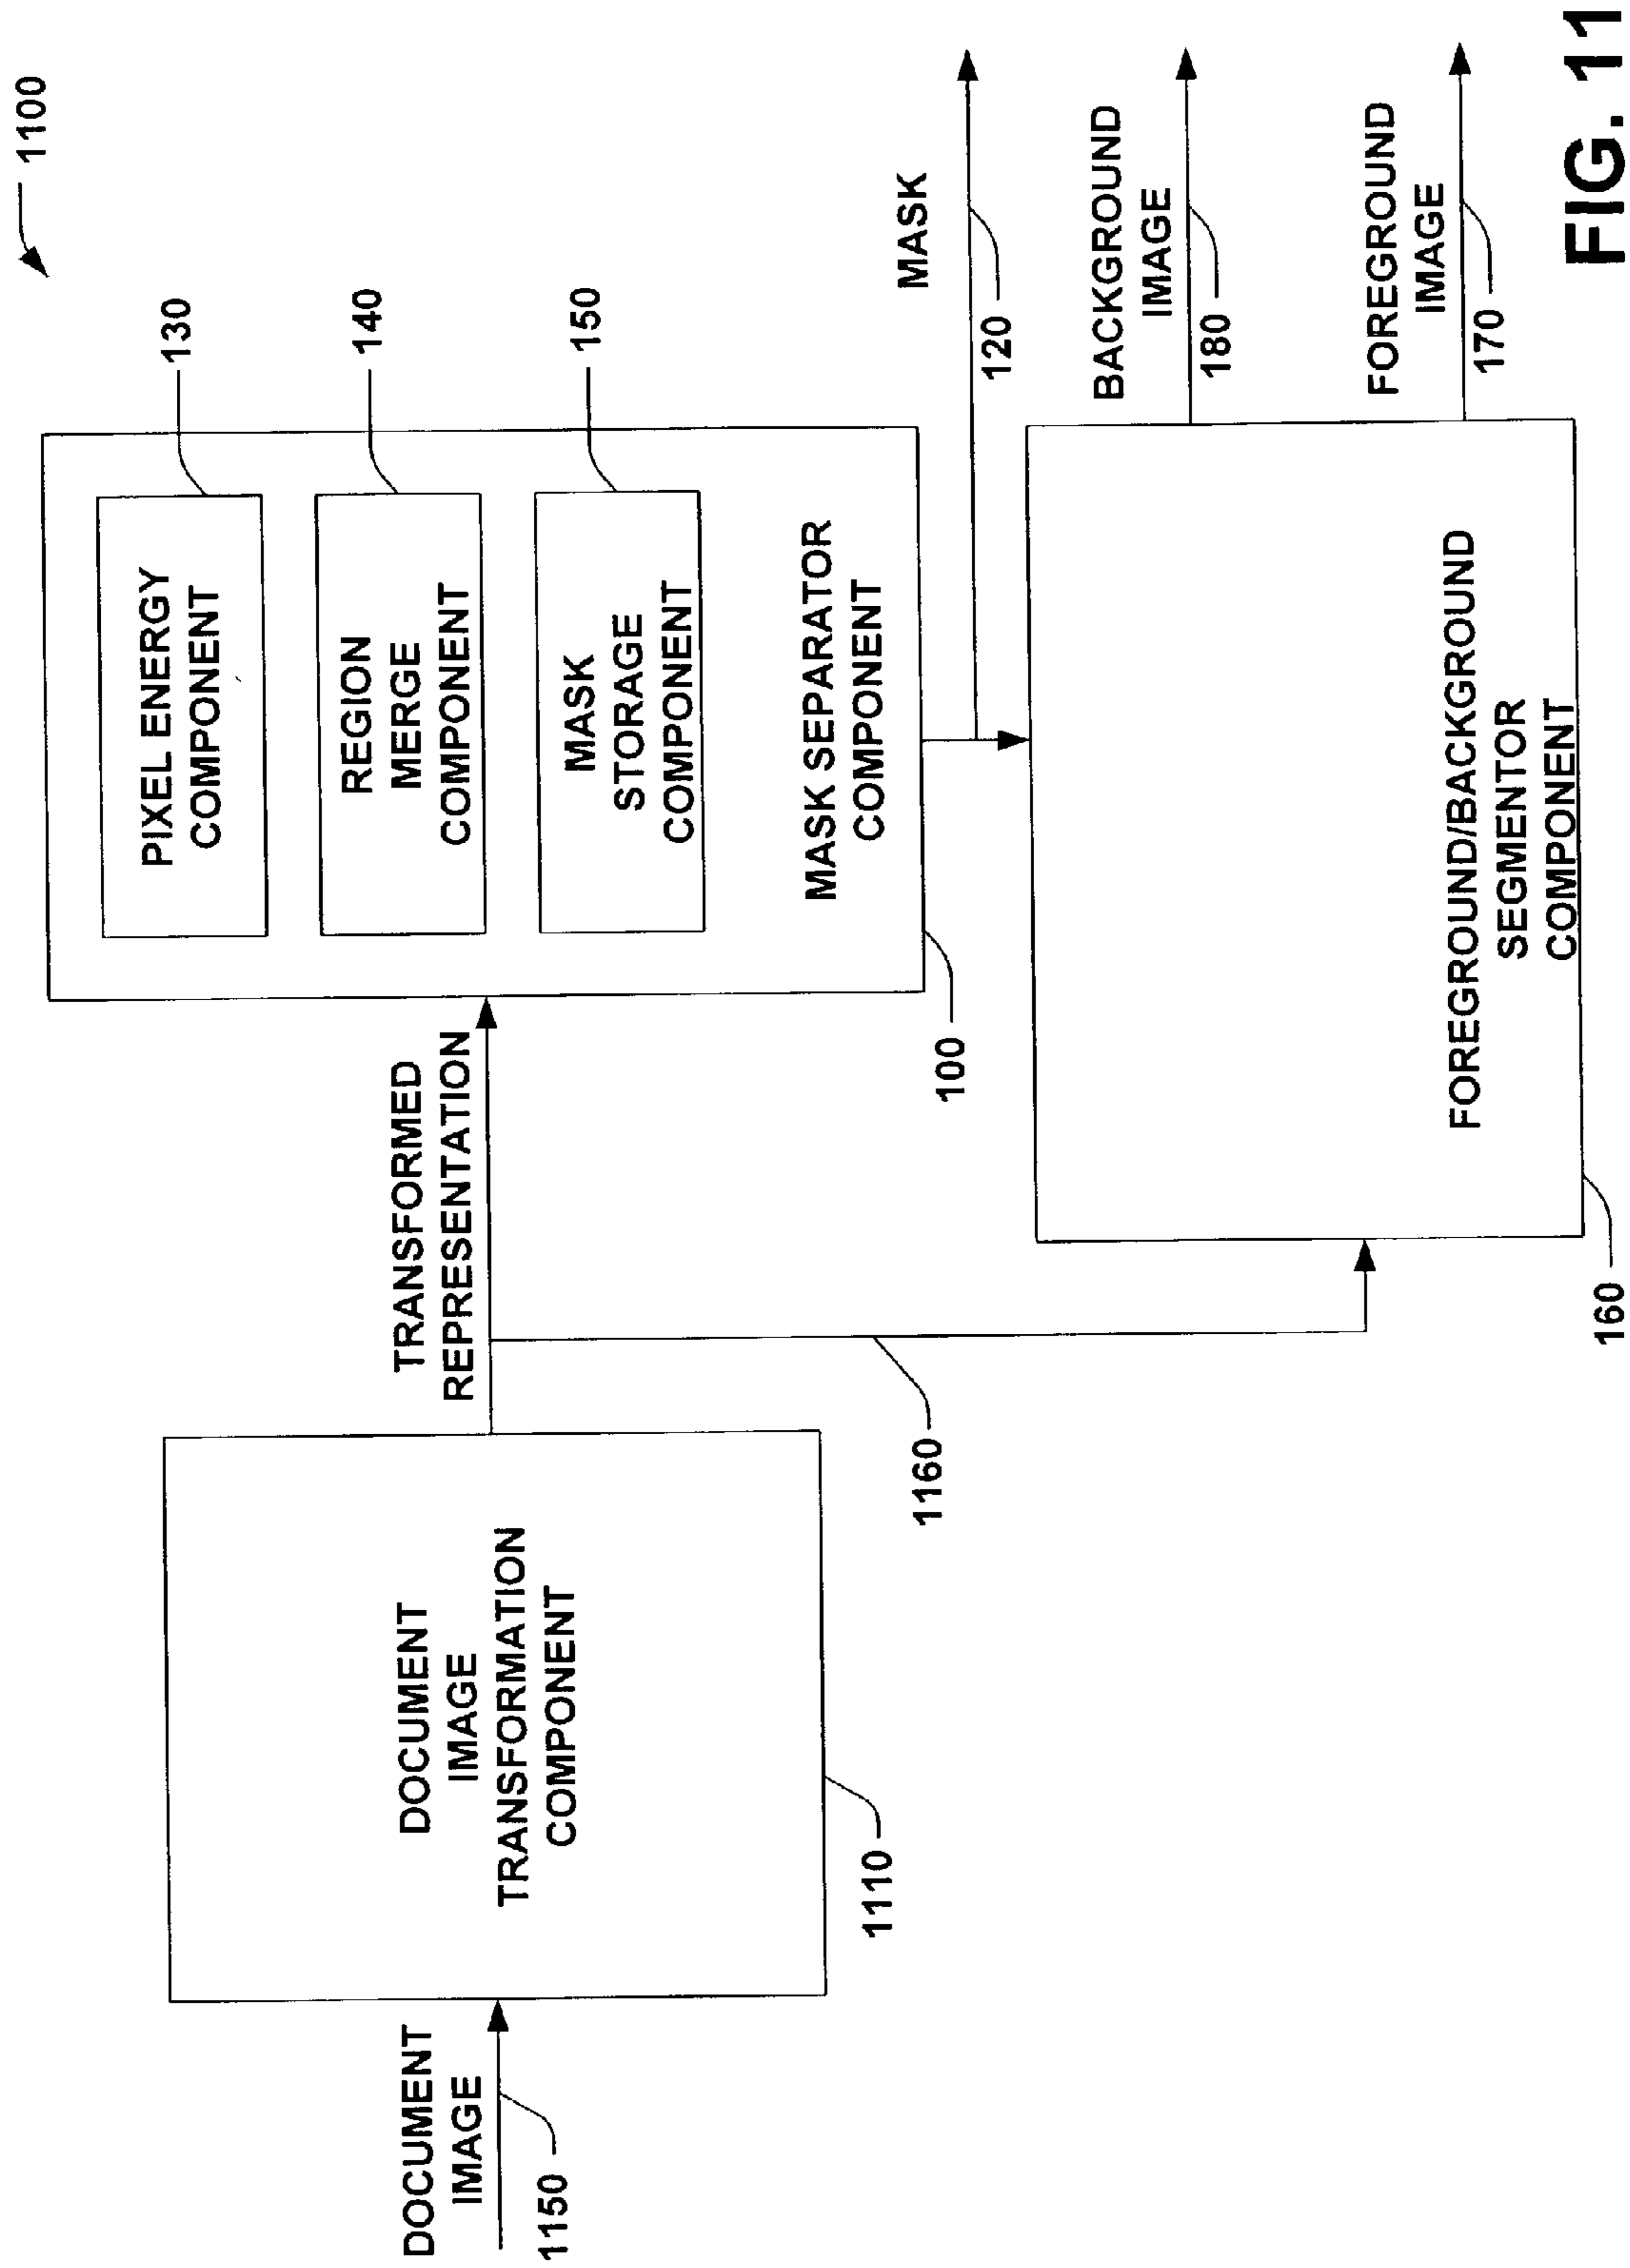 1100
DOCUMENT
IMAGE
1150
DOCUMENT
IMAGE
TRANSFORMATION
COMPONENT
1110
TRANSFORMED
REPRESENTATION
1160
PIXEL ENERGY
COMPONENT
130
REGION
MERGE
COMPONENT
140
MASK
STORAGE
COMPONENT
150
MASK SEPARATOR
COMPONENT
100
MASK
120
BACKGROUND
IMAGE
180
FOREGROUND
IMAGE
170
FOREGROUND/BACKGROUND
SEGMENTOR
COMPONENT
160
FIG. 11